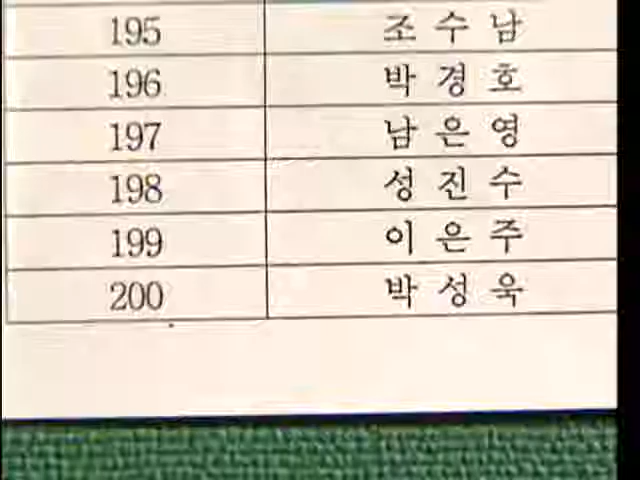 195 조 수 남
196 박 경 호
197 남 은 영
198 성 진 수
199 이 은 주
200 박 성 욱